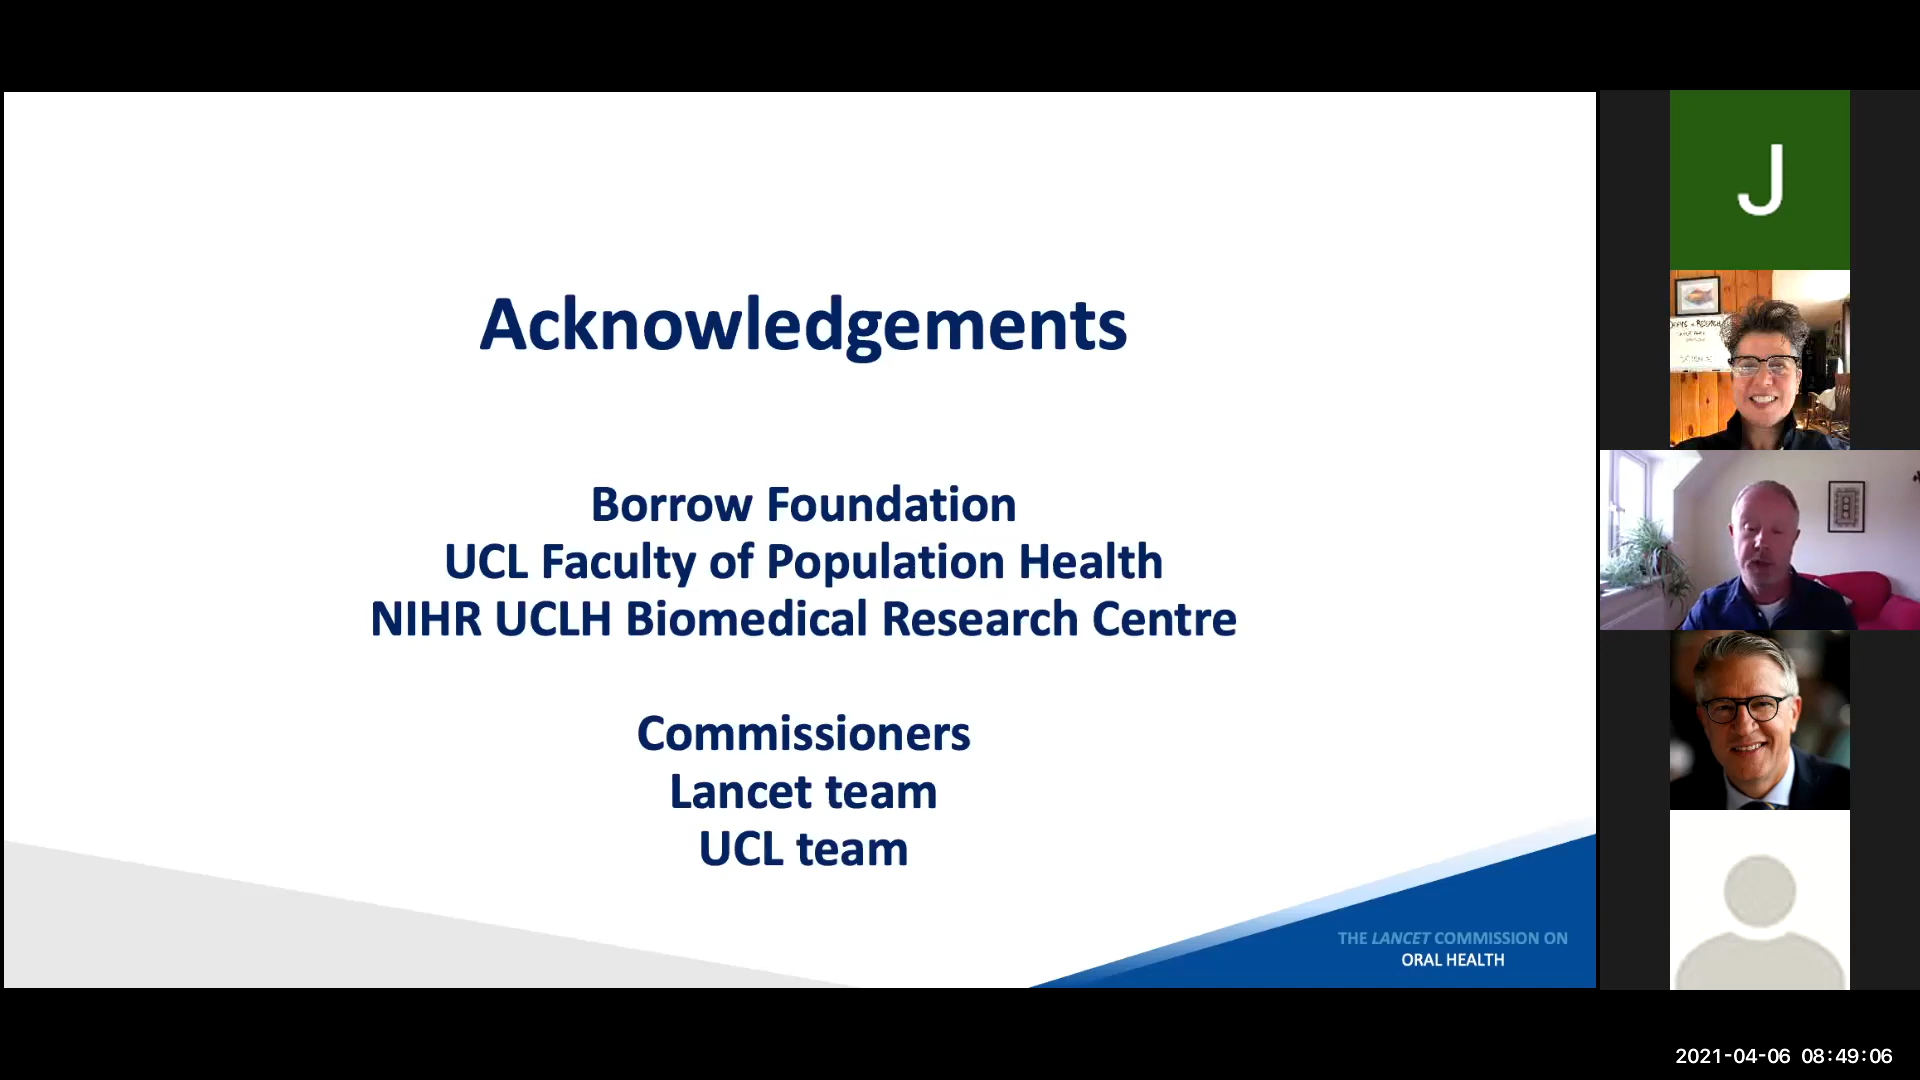 Acknowledgements
Borrow Foundation
UCL Faculty of Population Health
NIHR UCLH Biomedical Research Centre
Commissioners
Lancet team
UCL team
THE LANCET COMMISSION ON
ORAL HEALTH
J
2021-04-06 08:49:06